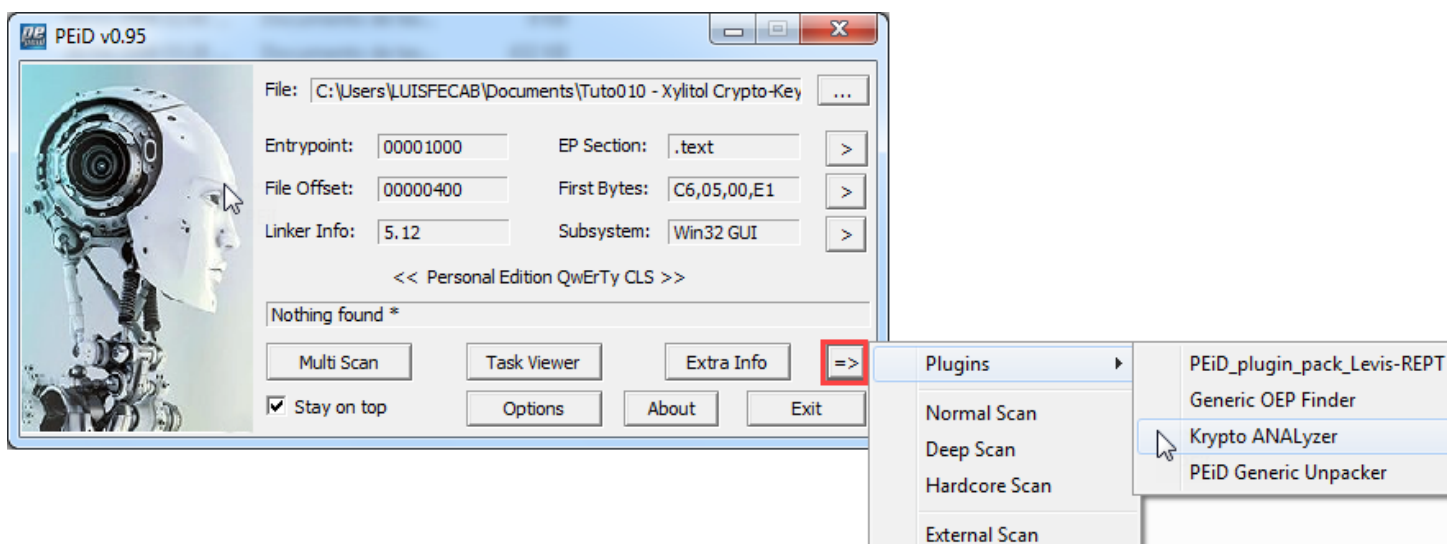 PEiD v0.95
File: C:\Users\LUISFECAB\Documents\Tuto010 - Xylitol Crypto-Key ...
Entrypoint: 00001000 EP Section: .text >
File Offset: 00000400 First Bytes: C6,05,00,E1 >
Linker Info: 5.12 Subsystem: Win32 GUI >
<< Personal Edition QwErTy CLS >>
Nothing found *
Multi Scan Task Viewer Extra Info =>
Stay on top Options About Exit
Plugins
Normal Scan
Deep Scan
Hardcore Scan
External Scan
PEiD_plugin_pack_Levis-REPT
Generic OEP Finder
Krypto ANALyzer
PEiD Generic Unpacker